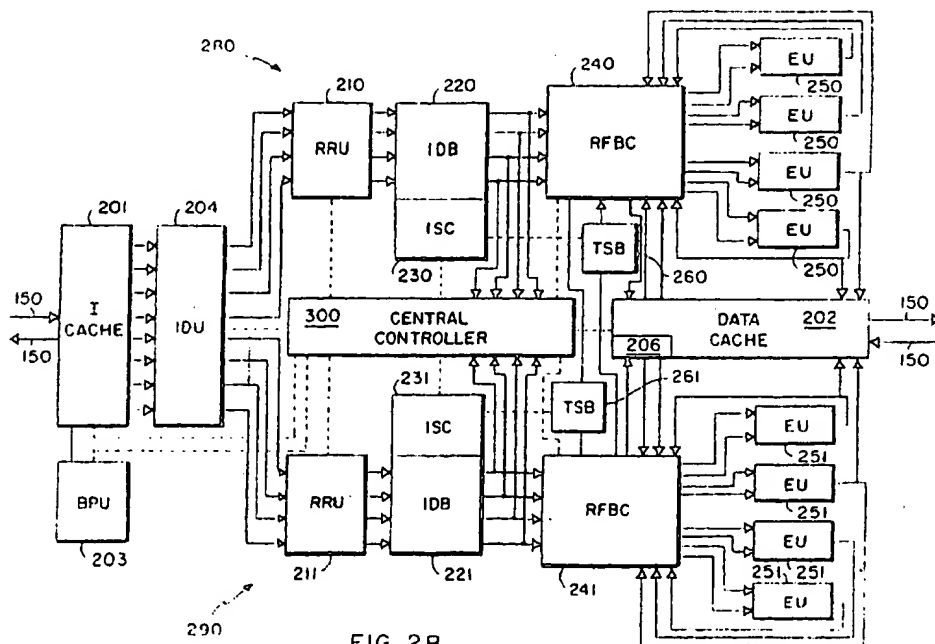 280
210
220
240
EU
250
RRU
IDB
RFBC
EU
250
201
204
EU
250
ISC
TSB
EU
230
260
250
150
I CACHE
IDU
300
CENTRAL CONTROLLER
DATA CACHE
202
206
150
150
150
231
261
TSB
ISC
EU
251
BPU
RRU
IDB
RFBC
EU
251
203
EU
211
221
241
251
251
EU
290
FIG. 2B